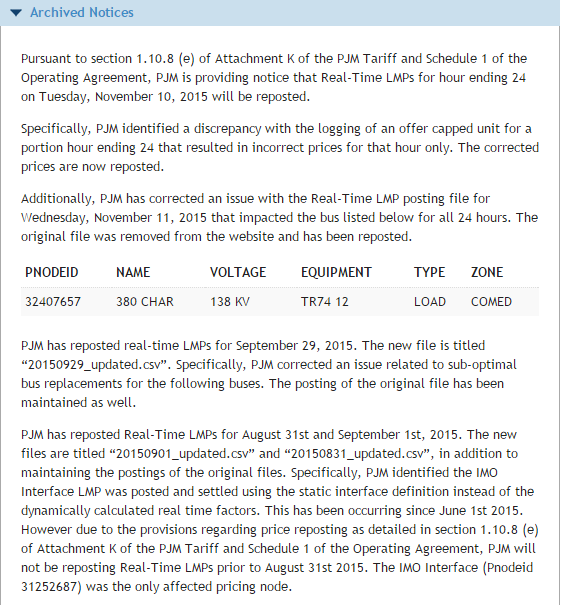 Archived Notices
Pursuant to section 1.10.8 (e) of Attachment K of the PJM Tariff and Schedule 1 of the
Operating Agreement, PJM is providing notice that Real-Time LMPs for hour ending 24
on Tuesday, November 10, 2015 will be reposted.
Specifically, PJM identified a discrepancy with the logging of an offer capped unit for a
portion hour ending 24 that resulted in incorrect prices for that hour only. The corrected
prices are now reposted.
Additionally, PJM has corrected an issue with the Real-Time LMP posting file for
Wednesday, November 11, 2015 that impacted the bus listed below for all 24 hours. The
original file was removed from the website and has been reposted.
PNODEID NAME VOLTAGE EQUIPMENT TYPE ZONE
32407657 380 CHAR 138 KV TR74 12 LOAD COMED
PJM has reposted real-time LMPs for September 29, 2015. The new file is titled
“20150929_updated.csv”. Specifically, PJM corrected an issue related to sub-optimal
bus replacements for the following buses. The posting of the original file has been
maintained as well.
PJM has reposted Real-Time LMPs for August 31st and September 1st, 2015. The new
files are titled “20150901_updated.csv” and “20150831_updated.csv”, in addition to
maintaining the postings of the original files. Specifically, PJM identified the IMO
Interface LMP was posted and settled using the static interface definition instead of the
dynamically calculated real time factors. This has been occurring since June 1st 2015.
However due to the provisions regarding price reposting as detailed in section 1.10.8 (e)
of Attachment K of the PJM Tariff and Schedule 1 of the Operating Agreement, PJM will
not be reposting Real-Time LMPs prior to August 31st 2015. The IMO Interface (Pnodeid
31252687) was the only affected pricing node.